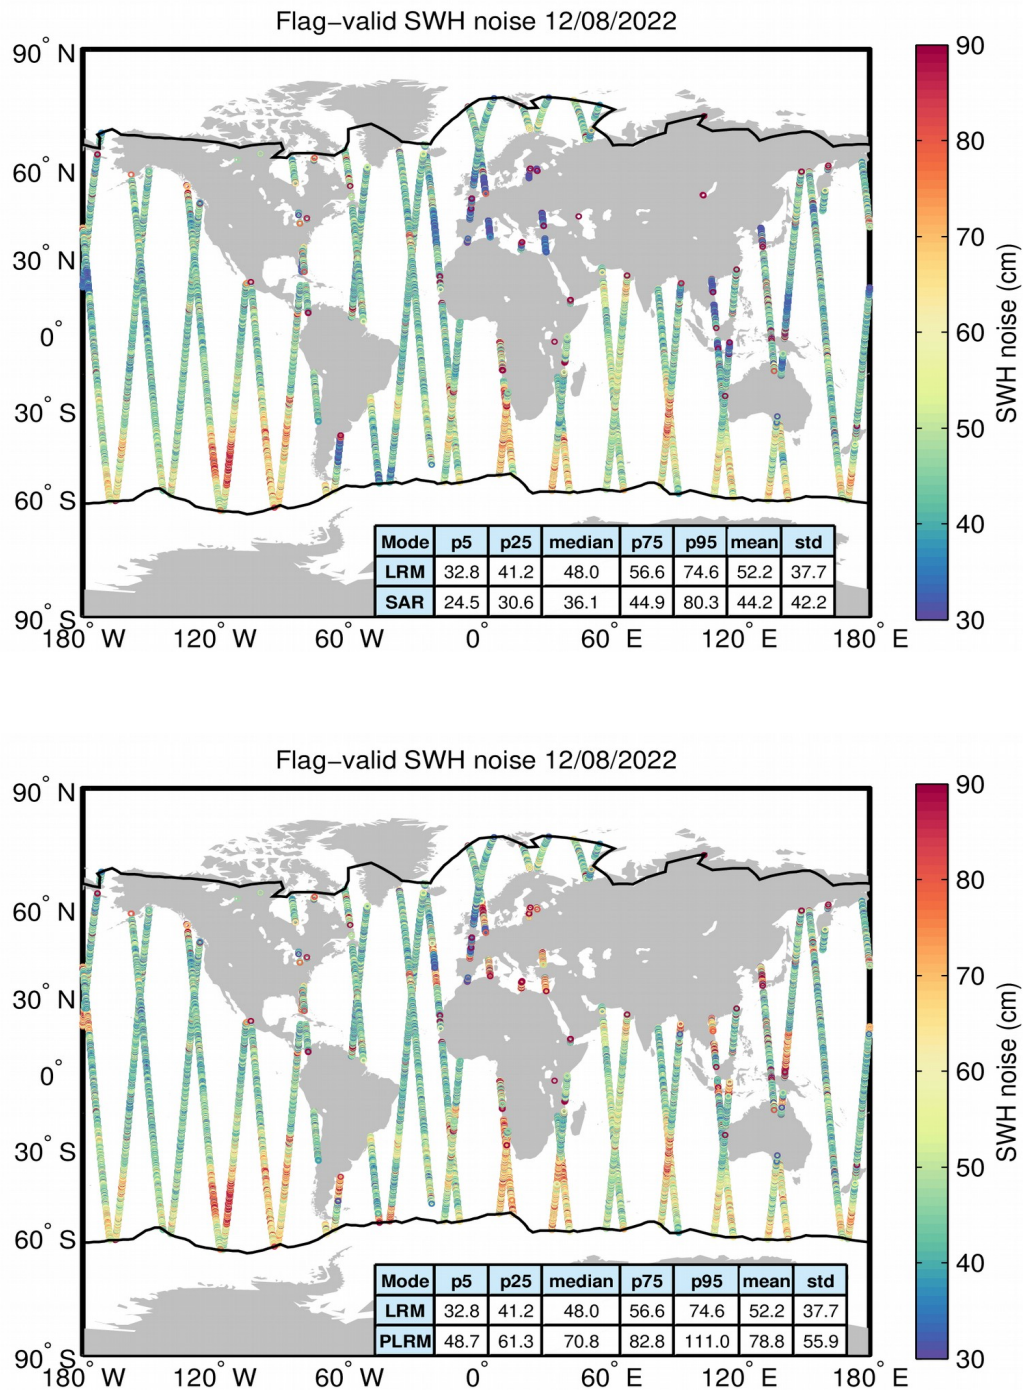 Flag−valid SWH noise 12/08/2022
90° N
60° N
30° N
0°
30° S
60° S
90° S
180° W 120° W 60° W 0° 60° E 120° E 180° E
90
80
70
60
50
40
30
SWH noise (cm)
Mode p5 p25 median p75 p95 mean std
LRM 32.8 41.2 48.0 56.6 74.6 52.2 37.7
SAR 24.5 30.6 36.1 44.9 80.3 44.2 42.2
Flag−valid SWH noise 12/08/2022
90° N
60° N
30° N
0°
30° S
60° S
90° S
180° W 120° W 60° W 0° 60° E 120° E 180° E
90
80
70
60
50
40
30
SWH noise (cm)
Mode p5 p25 median p75 p95 mean std
LRM 32.8 41.2 48.0 56.6 74.6 52.2 37.7
PLRM 48.7 61.3 70.8 82.8 111.0 78.8 55.9